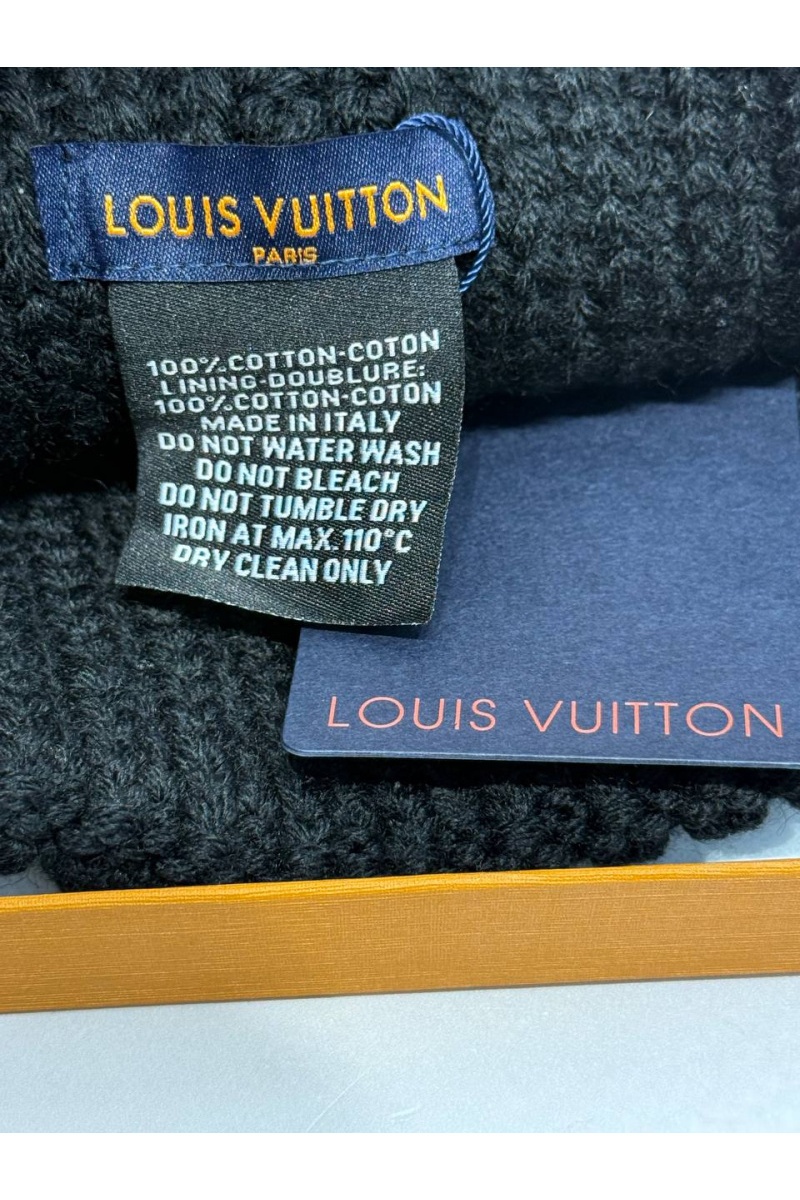 LOUIS VUITTON
PARIS
100%COTTON-COTON
LINING-DOUBLURE:
100%COTTON-COTON
MADE IN ITALY
DO NOT WATER WASH
DO NOT BLEACH
DO NOT TUMBLE DRY
IRON AT MAX.110°C
DRY CLEAN ONLY
LOUIS VUITTON